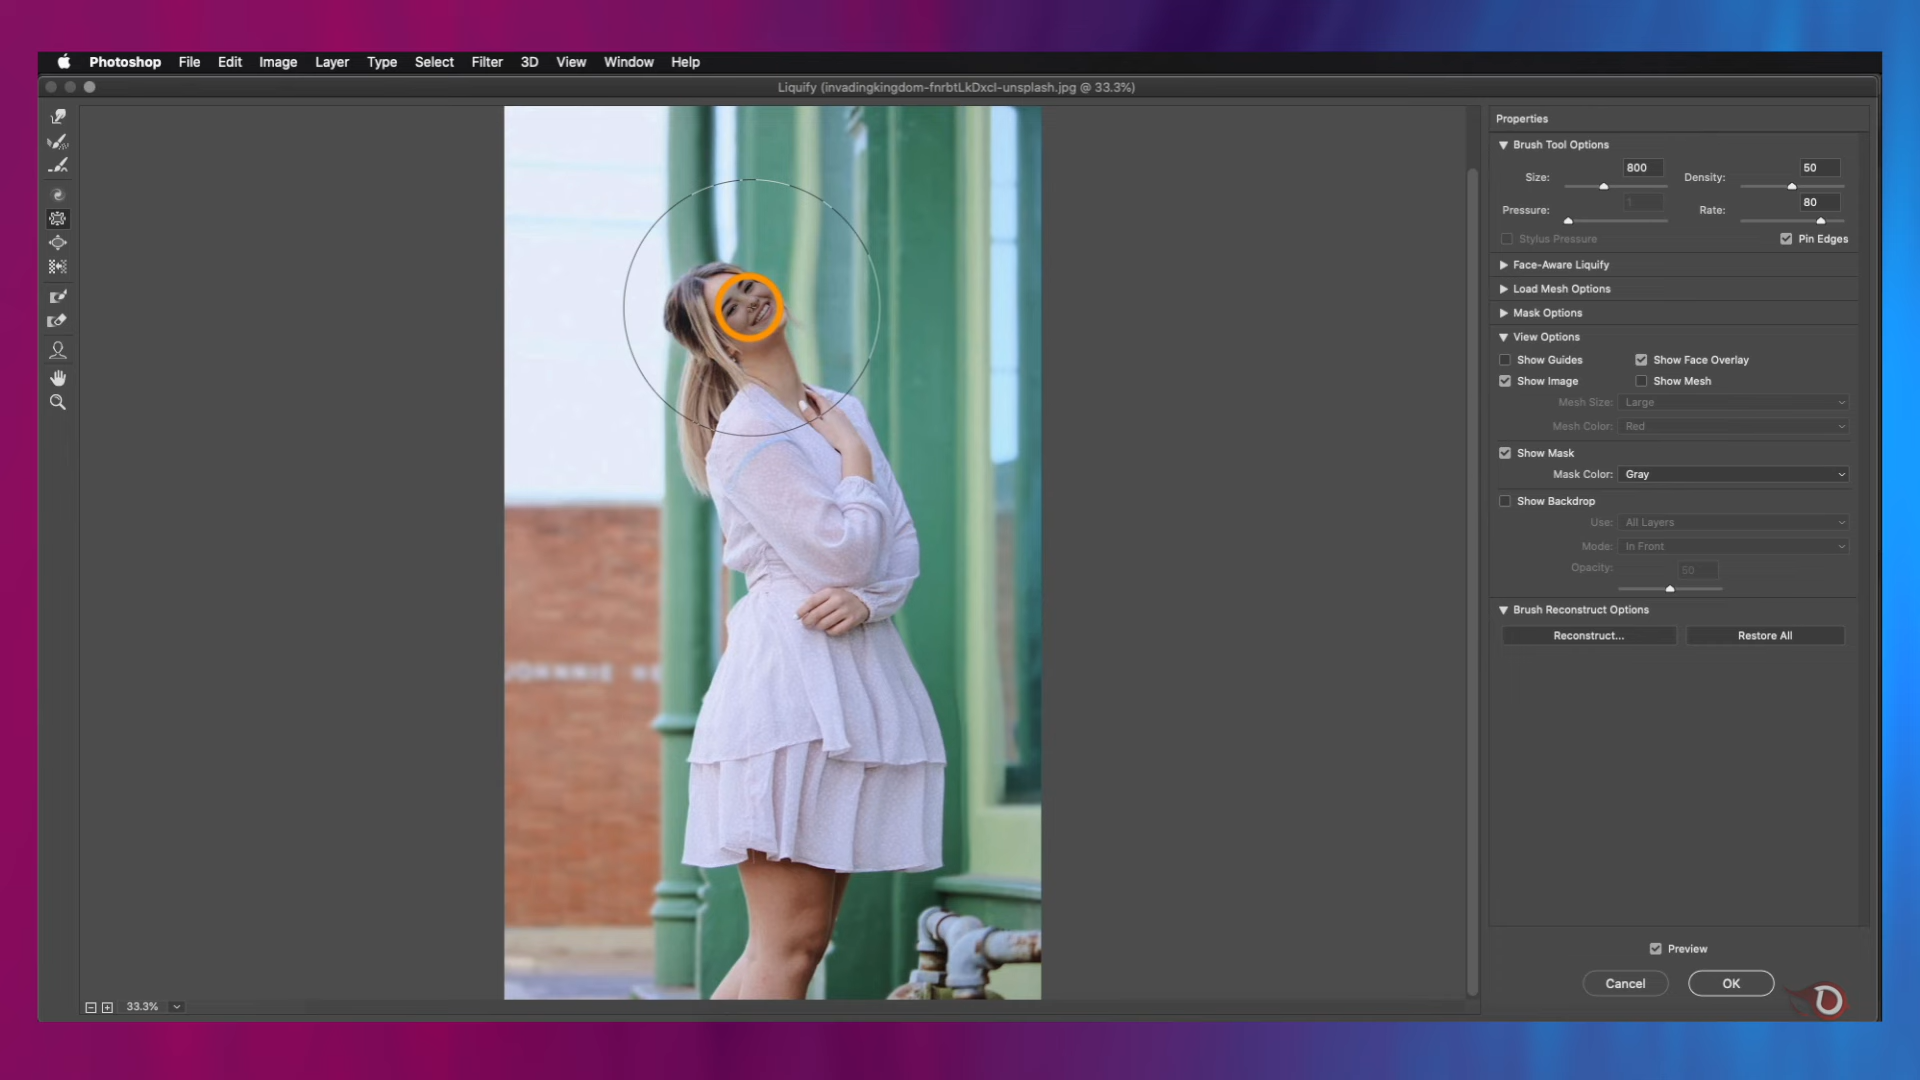 Photoshop File Edit Image Layer Type Select Filter 3D View Window Help
Liquify (invadingkingdom-fnrbtLkDxcI-unsplash.jpg @ 33.3%)
Properties
Brush Tool Options
Size: 800 Density: 50
Pressure: 1 Rate: 80
Stylus Pressure Pin Edges
Face-Aware Liquify
Load Mesh Options
Mask Options
View Options
Show Guides Show Face Overlay
Show Image Show Mesh
Mesh Size: Large
Mesh Color: Red
Show Mask
Mask Color: Gray
Show Backdrop
Use: All Layers
Mode: In Front
Opacity: 50
Brush Reconstruct Options
Reconstruct... Restore All
Preview
Cancel OK
33.3%
D